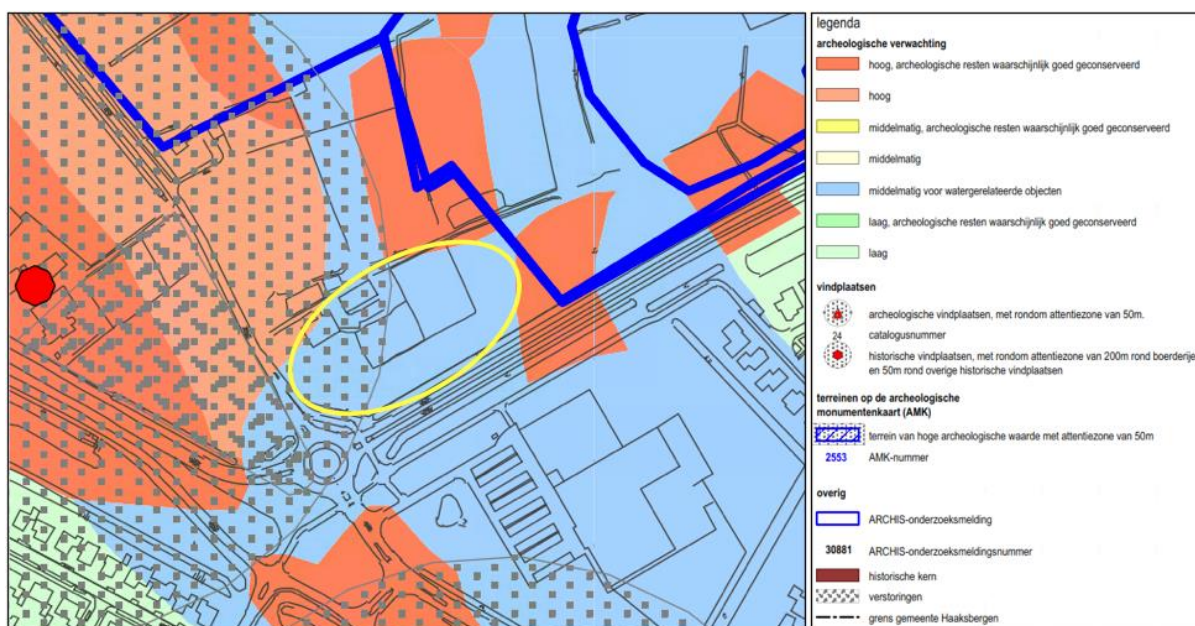 legenda
archeologische verwachting
hoog, archeologische resten waarschijnlijk goed geconserveerd
hoog
middelmatig, archeologische resten waarschijnlijk goed geconserveerd
middelmatig
middelmatig voor watergerelateerde objecten
laag, archeologische resten waarschijnlijk goed geconserveerd
laag
vindplaatsen
archeologische vindplaatsen, met rondom attentiezone van 50m.
24 catalogusnummer
historische vindplaatsen, met rondom attentiezone van 200m rond boerderije
en 50m rond overige historische vindplaatsen
terreinen op de archeologische
monumentenkaart (AMK)
terrein van hoge archeologische waarde met attentiezone van 50m
2553 AMK-nummer
overig
ARCHIS-onderzoeksmelding
30881 ARCHIS-onderzoeksmeldingsnummer
historische kern
verstoringen
grens gemeente Haaksbergen